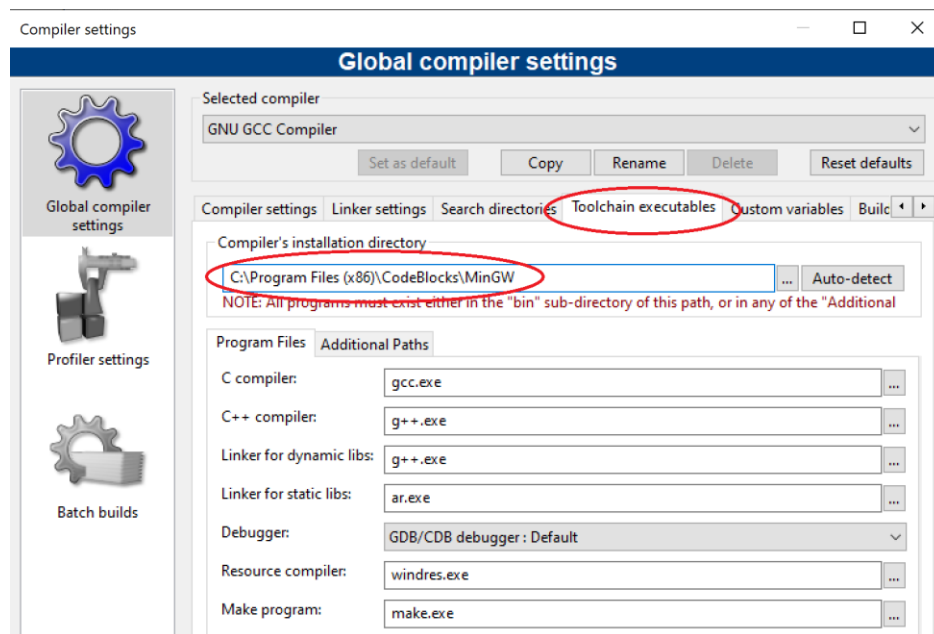 Compiler settings
Global compiler settings
Global compiler
settings
Profiler settings
Batch builds
Selected compiler
GNU GCC Compiler
Set as default Copy Rename Delete Reset defaults
Compiler settings Linker settings Search directories Toolchain executables Custom variables Builc
Compiler's installation directory
C:\Program Files (x86)\CodeBlocks\MinGW ... Auto-detect
NOTE: All programs must exist either in the "bin" sub-directory of this path, or in any of the "Additional
Program Files Additional Paths
C compiler: gcc.exe ...
C++ compiler: g++.exe ...
Linker for dynamic libs: g++.exe ...
Linker for static libs: ar.exe ...
Debugger: GDB/CDB debugger : Default
Resource compiler: windres.exe ...
Make program: make.exe ...